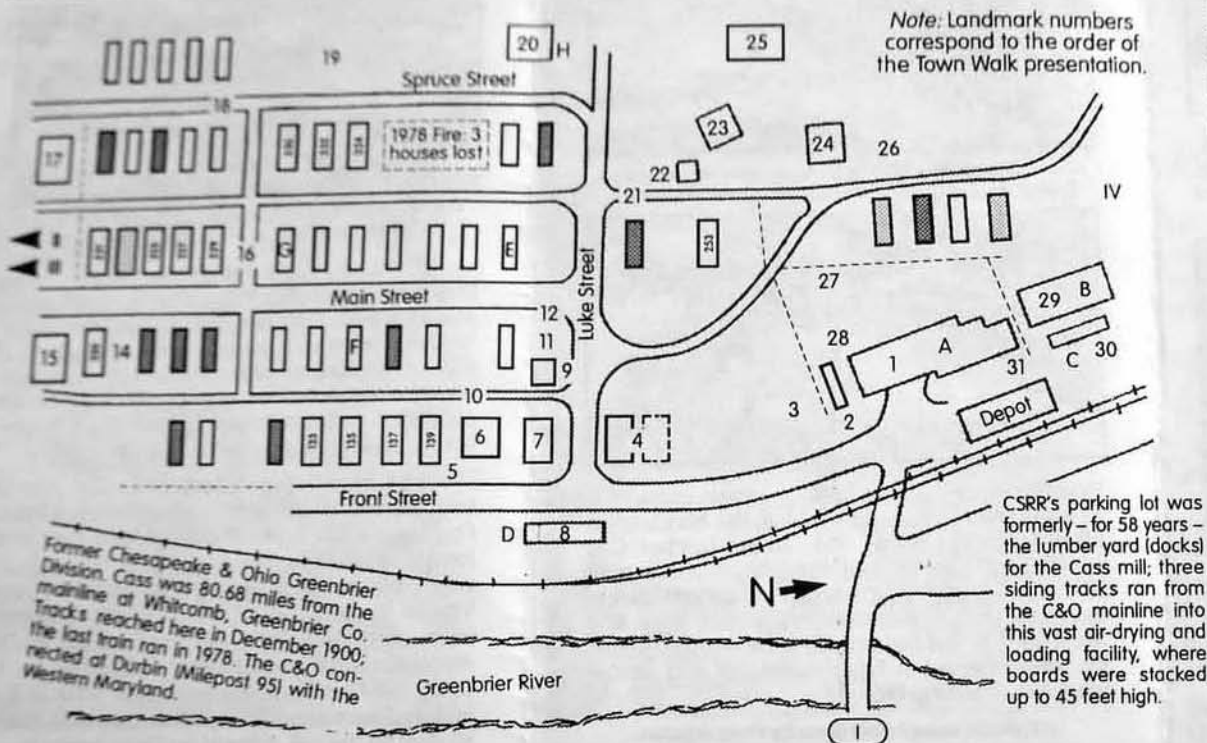 Note: Landmark numbers
correspond to the order of
the Town Walk presentation.
20
H
25
19
Spruce Street
18
23
24
26
17
1978 Fire: 3
houses lost
22
21
IV
16
G
E
253
27
Main Street
Luke Street
29
B
12
11
28
15
14
F
9
1
A
C
30
31
10
3
2
Depot
133
135
137
139
6
7
4
5
Front Street
D
8
Former Chesapeake & Ohio Greenbrier
Division. Cass was 80.68 miles from the
mainline at Whitcomb, Greenbrier Co.
Tracks reached here in December 1900;
the last train ran in 1978. The C&O con-
nected at Durbin (Milepost 95) with the
Western Maryland.
N
Greenbrier River
I
CSRR's parking lot was
formerly – for 58 years –
the lumber yard (docks)
for the Cass mill; three
siding tracks ran from
the C&O mainline into
this vast air-drying and
loading facility, where
boards were stacked
up to 45 feet high.